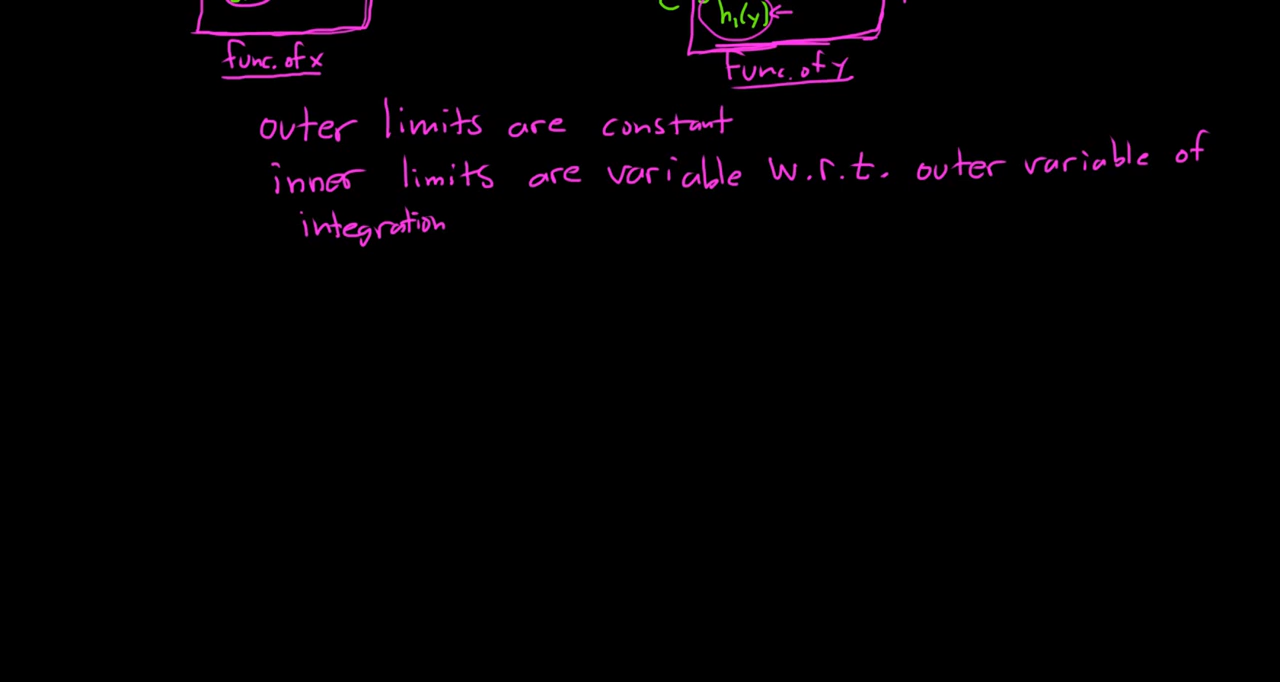 h₁(y)
func. of x
Func. of y
outer limits are constant
inner limits are variable w.r.t. outer variable of
integration